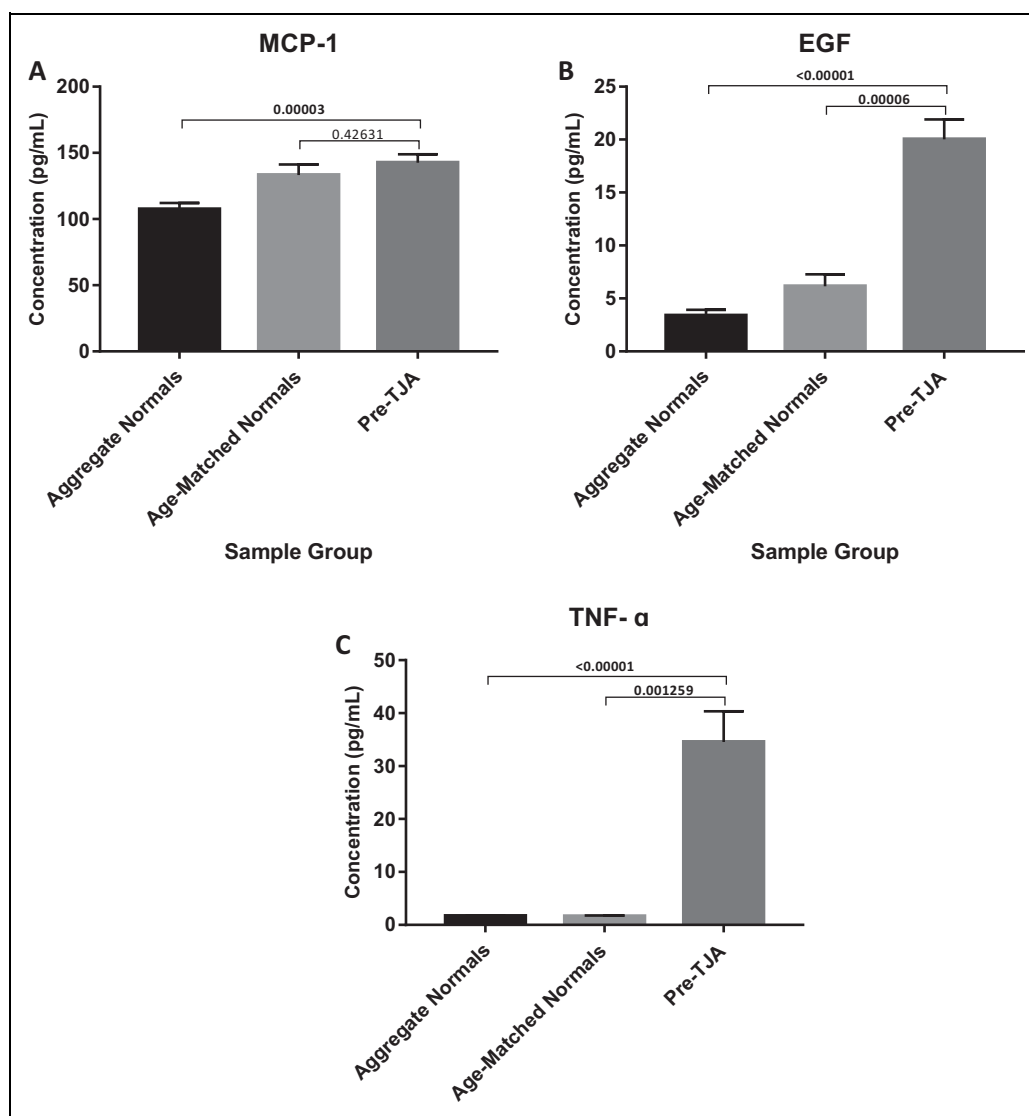 MCP-1
A
200
150
100
50
0
Concentration (pg/mL)
0.00003
0.42631
Aggregate Normals
Age-Matched Normals
Pre-TJA
Sample Group
EGF
B
25
20
15
10
5
0
Concentration (pg/mL)
<0.00001
0.00006
Aggregate Normals
Age-Matched Normals
Pre-TJA
Sample Group
TNF- α
C
50
40
30
20
10
0
Concentration (pg/mL)
<0.00001
0.001259
Aggregate Normals
Age-Matched Normals
Pre-TJA